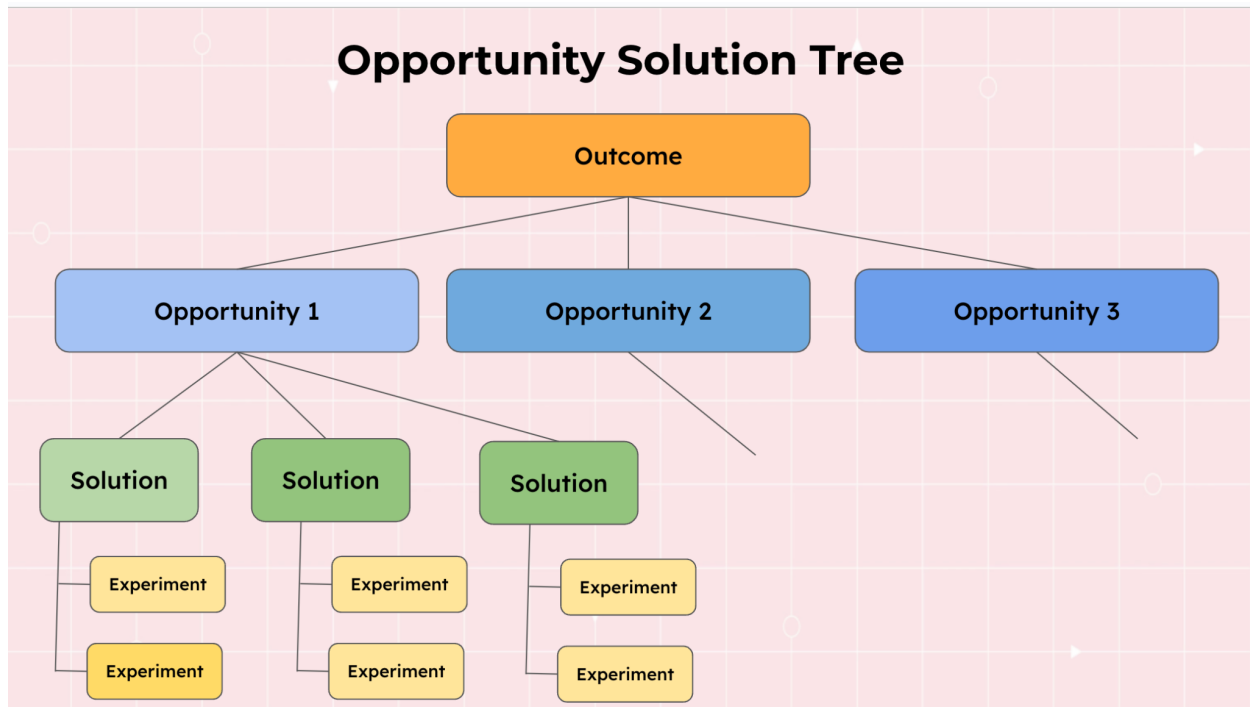 Opportunity Solution Tree
Outcome
Opportunity 1
Opportunity 2
Opportunity 3
Solution
Solution
Solution
Experiment
Experiment
Experiment
Experiment
Experiment
Experiment